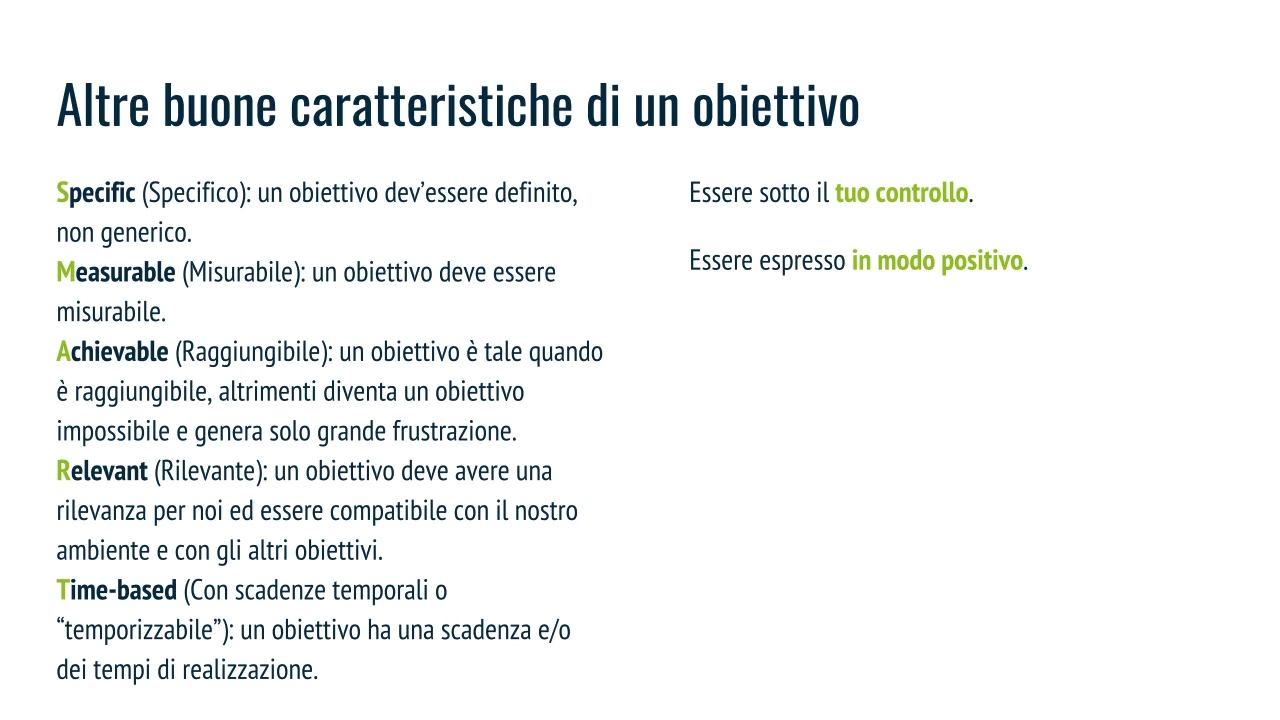 Altre buone caratteristiche di un obiettivo
Specific (Specifico): un obiettivo dev’essere definito,
non generico.
Measurable (Misurabile): un obiettivo deve essere
misurabile.
Achievable (Raggiungibile): un obiettivo è tale quando
è raggiungibile, altrimenti diventa un obiettivo
impossibile e genera solo grande frustrazione.
Relevant (Rilevante): un obiettivo deve avere una
rilevanza per noi ed essere compatibile con il nostro
ambiente e con gli altri obiettivi.
Time-based (Con scadenze temporali o
“temporizzabile”): un obiettivo ha una scadenza e/o
dei tempi di realizzazione.
Essere sotto il tuo controllo.
Essere espresso in modo positivo.